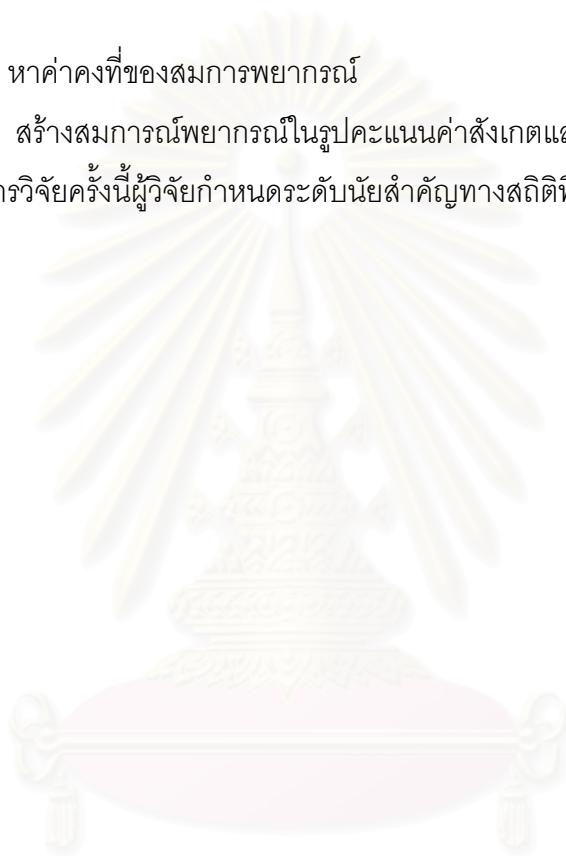 หาค่าคงที่ของสมการพยากรณ์
สร้างสมการณ์พยากรณ์ในรูปคะแนนค่าสังเกต
วิจัยครั้งนี้ผู้วิจัยกำหนดระดับนัยสำคัญทางสถิติ